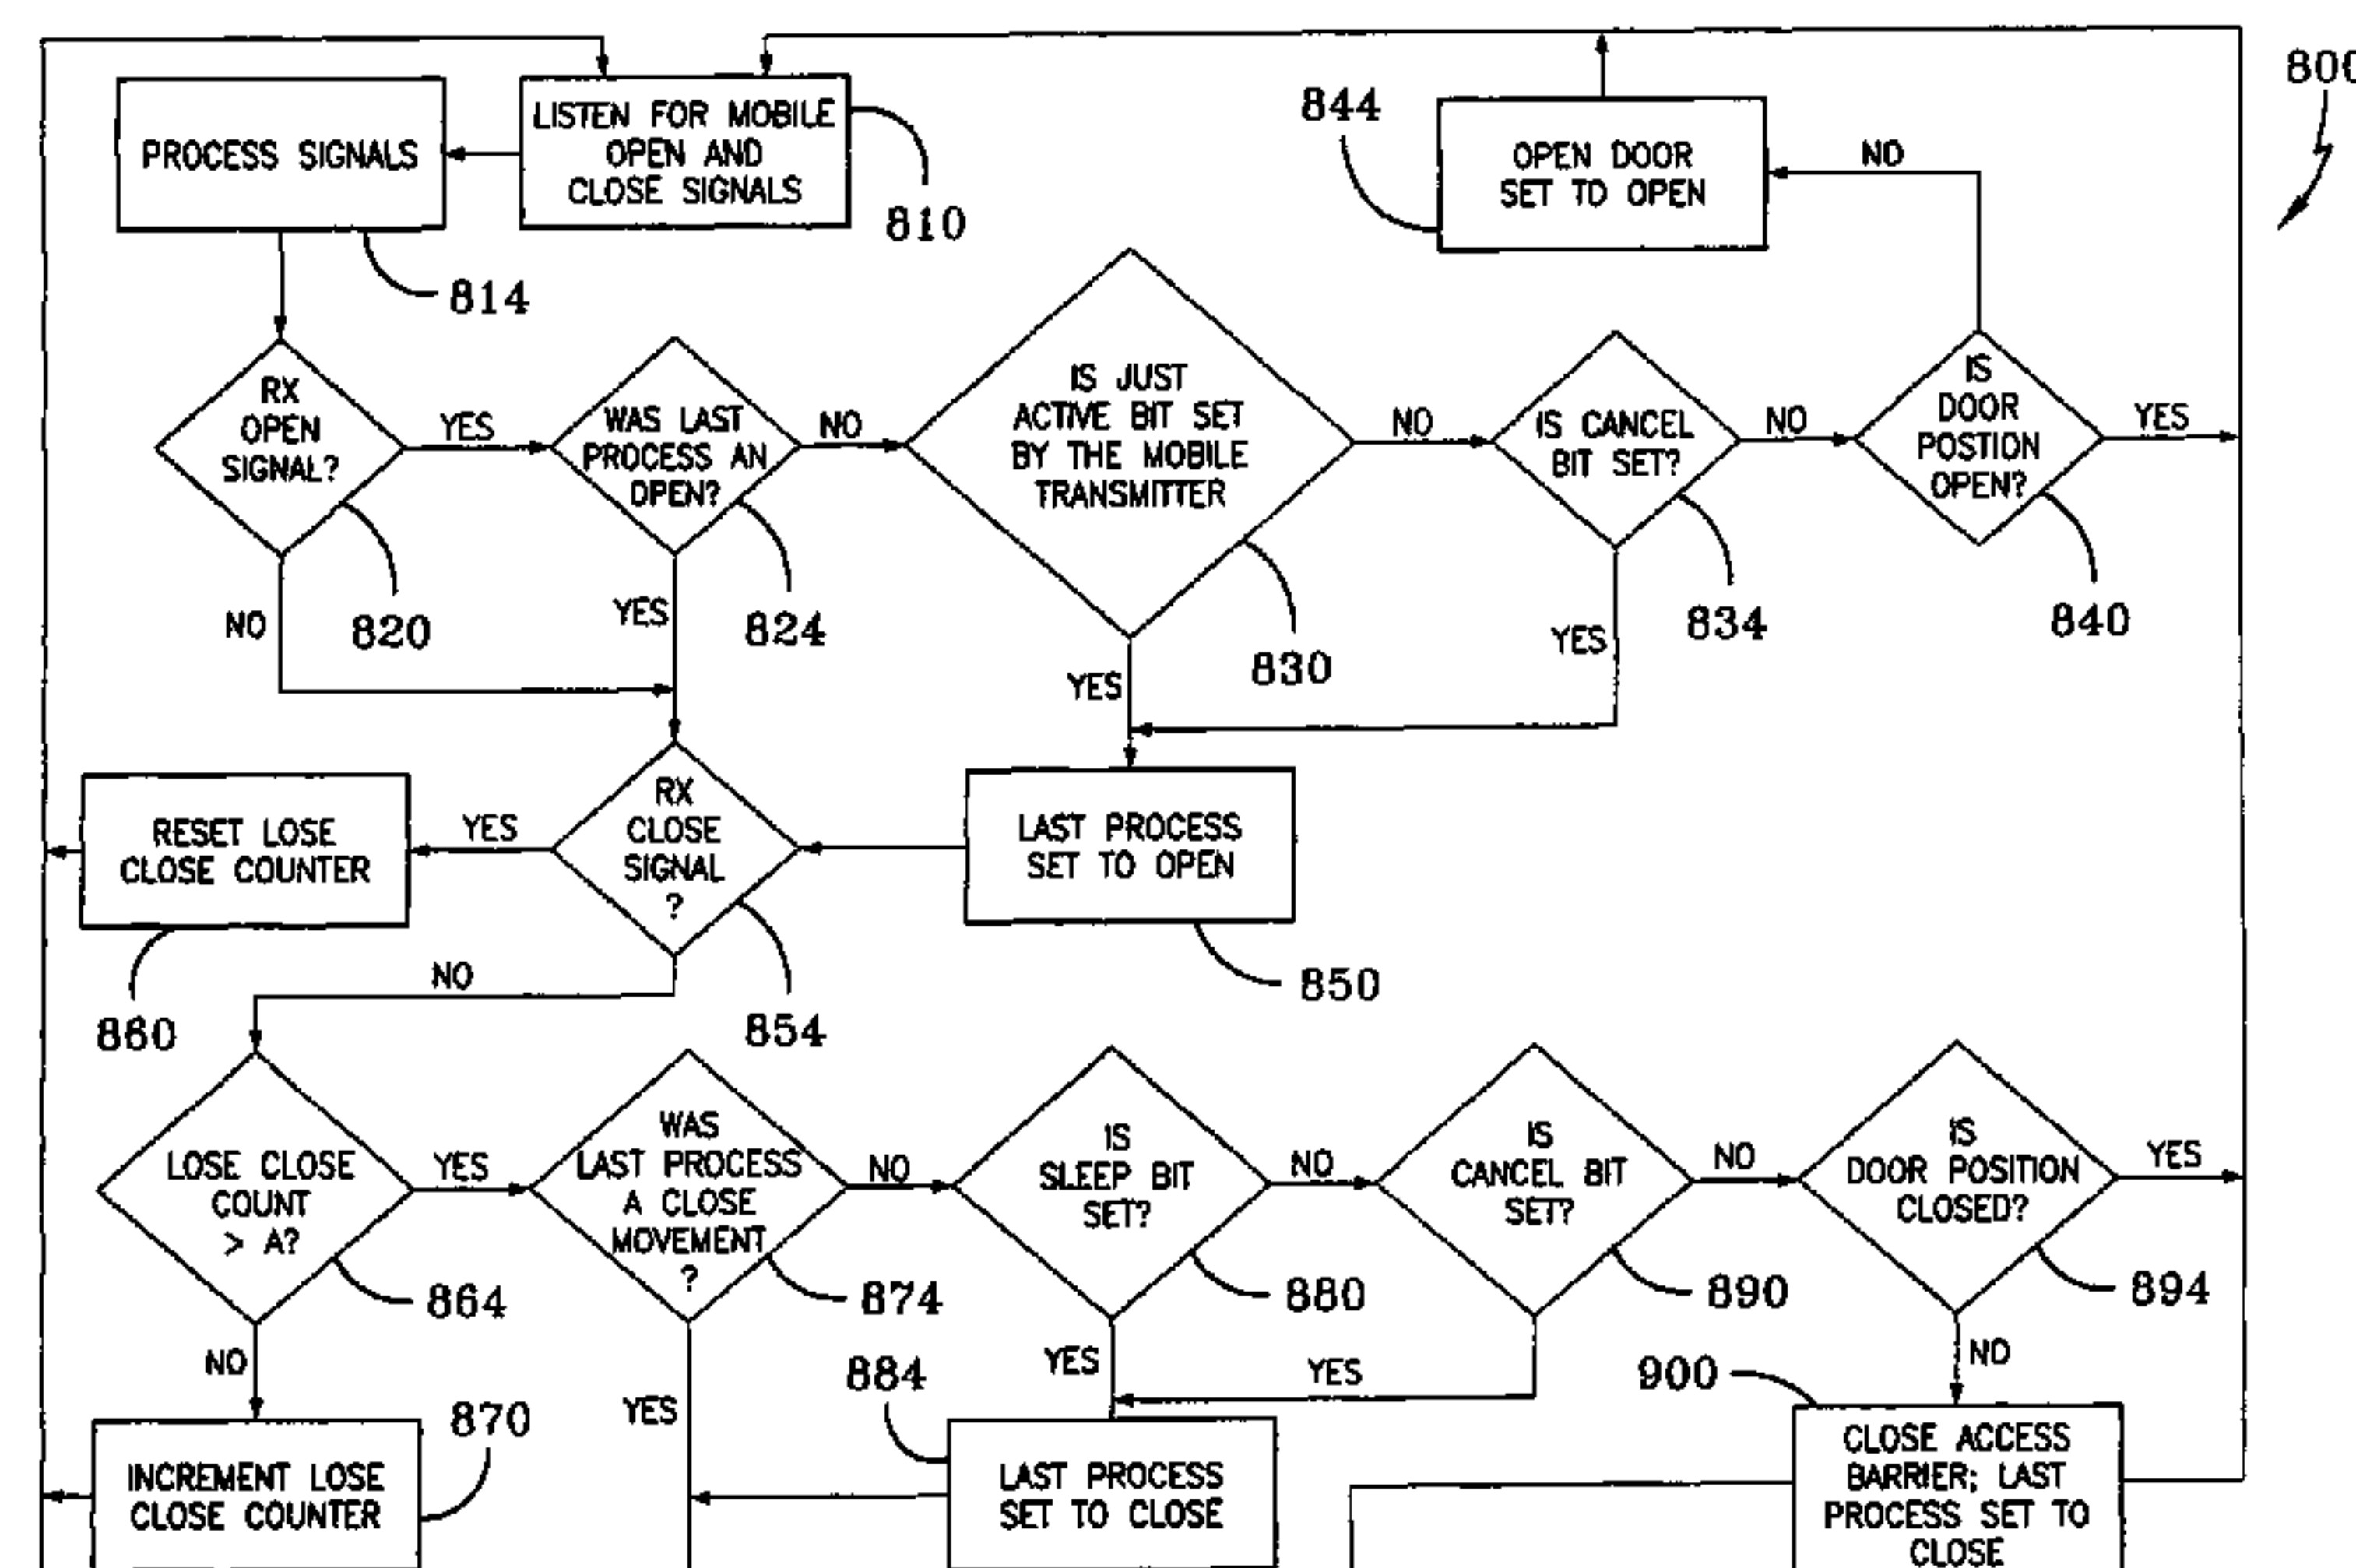 800
PROCESS SIGNALS
814
LISTEN FOR MOBILE
OPEN AND
CLOSE SIGNALS
810
844
OPEN DOOR
SET TO OPEN
NO
RX
OPEN
SIGNAL?
820
YES
NO
WAS LAST
PROCESS AN
OPEN?
824
NO
YES
IS JUST
ACTIVE BIT SET
BY THE MOBILE
TRANSMITTER
830
NO
YES
IS CANCEL
BIT SET?
834
NO
YES
IS
DOOR
POSTION
OPEN?
840
YES
RESET LOSE
CLOSE COUNTER
860
YES
RX
CLOSE
SIGNAL
?
854
NO
LAST PROCESS
SET TO OPEN
850
LOSE CLOSE
COUNT
> A?
864
YES
NO
WAS
LAST PROCESS
A CLOSE
MOVEMENT
?
874
NO
YES
IS
SLEEP BIT
SET?
880
NO
YES
IS
CANCEL BIT
SET?
890
NO
YES
IS
DOOR POSITION
CLOSED?
894
YES
NO
INCREMENT LOSE
CLOSE COUNTER
870
884
LAST PROCESS
SET TO CLOSE
900
CLOSE ACCESS
BARRIER; LAST
PROCESS SET TO
CLOSE